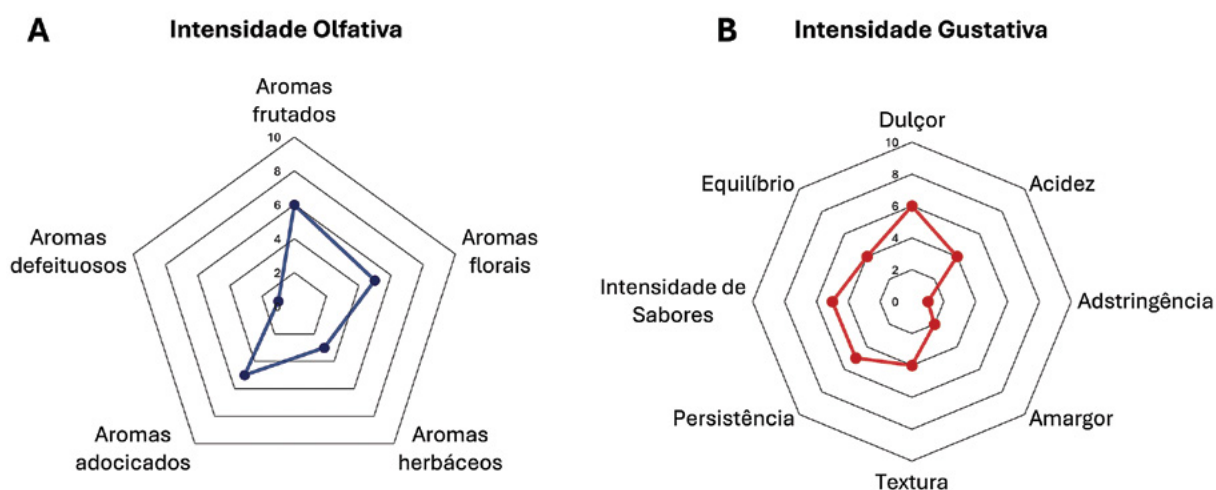 A
Intensidade Olfativa
Aromas
frutados
10
8
6
4
2
0
Aromas
florais
Aromas
herbáceos
Aromas
adocicados
Aromas
defeituosos
B
Intensidade Gustativa
Dulçor
10
8
6
4
2
0
Acidez
Adstringência
Amargor
Textura
Persistência
Intensidade de
Sabores
Equilíbrio